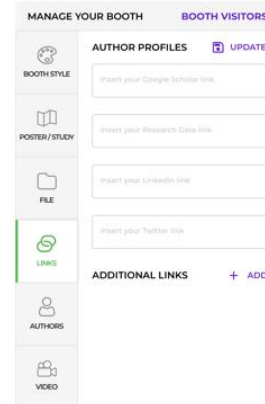 MANAGE YOUR BOOTH BOOTH VISITORS
AUTHOR PROFILES UPDATE
BOOTH STYLE
Insert your Google Scholar link
POSTER / STUDY
Insert your Research Gate link
Insert your LinkedIn link
FILE
Insert your Twitter link
LINKS
ADDITIONAL LINKS + ADD
AUTHORS
VIDEO